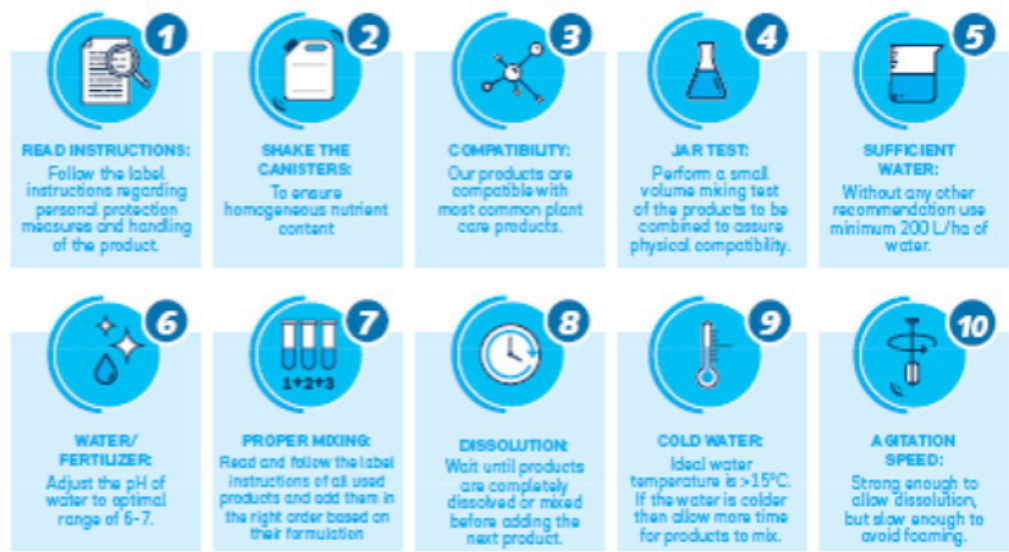 1
READ INSTRUCTIONS:
Follow the label
instructions regarding
personal protection
measures and handling
of the product.
2
SHAKE THE
CANISTERS:
To ensure
homogeneous nutrient
content
3
COMPATIBILITY:
Our products are
compatible with
most common plant
care products.
4
JAR TEST:
Perform a small
volume mixing test
of the products to be
combined to assure
physical compatibility.
5
SUFFICIENT
WATER:
Without any other
recommendation use
minimum 200 L/ha of
water.
6
WATER/
FERTILIZER:
Adjust the pH of
water to optimal
range of 6-7.
7
1+2+3
PROPER MIXING:
Read and follow the label
instructions of all used
products and add them in
the right order based on
their formulation
8
DISSOLUTION:
Wait until products
are completely
dissolved or mixed
before adding the
next product.
9
COLD WATER:
Ideal water
temperature is >15°C.
If the water is colder
then allow more time
for products to mix.
10
AGITATION
SPEED:
Strong enough to
allow dissolution,
but slow enough to
avoid foaming.